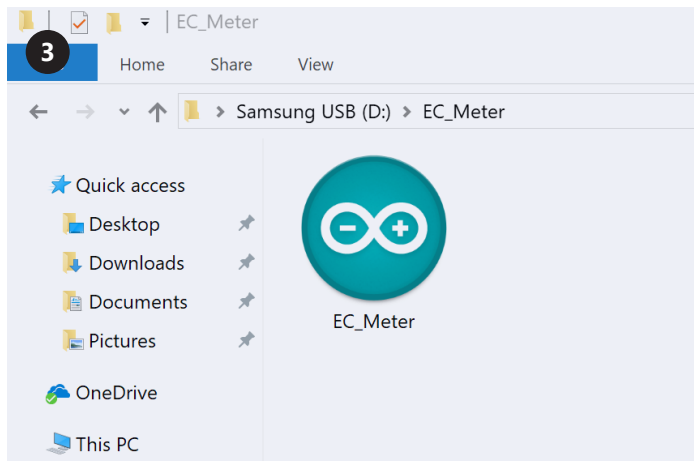 EC_Meter
3
Home Share View
Samsung USB (D:) EC_Meter
Quick access
Desktop
Downloads
Documents
Pictures
OneDrive
This PC
EC_Meter